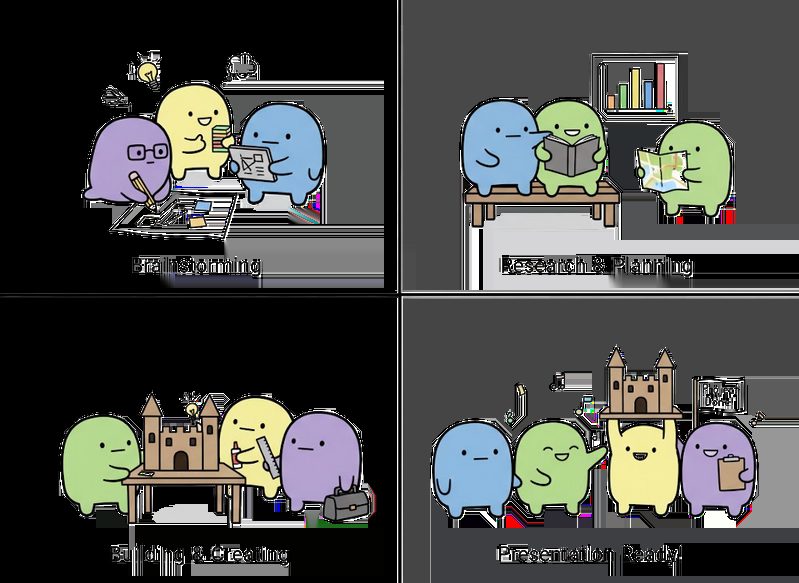 Brainstorming
Research & Planning
Building & Creating
Presentation Ready!